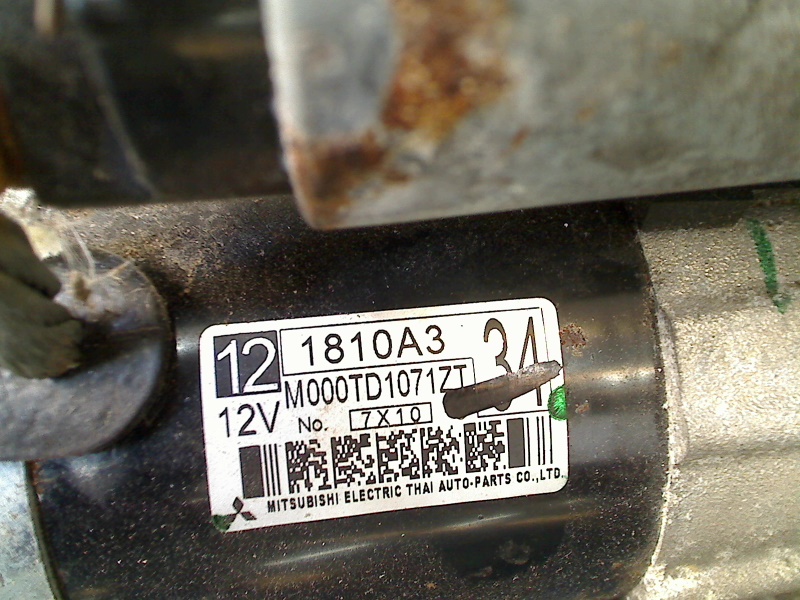 12 1810A3 34
M000TD1071ZT
12V No. 7X10
MITSUBISHI ELECTRIC THAI AUTO-PARTS CO.,LTD.